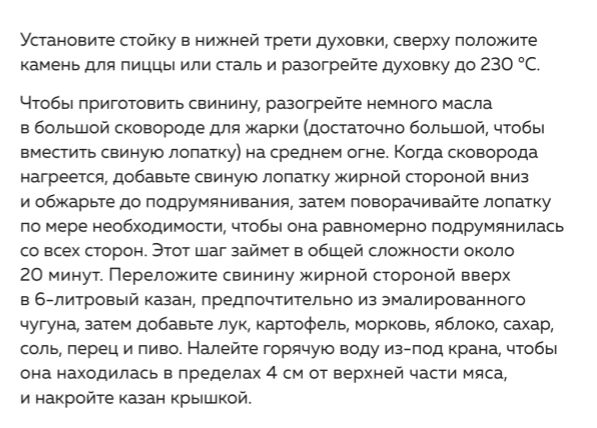 Установите стойку в нижней трети духовки, сверху положите
камень для пиццы или сталь и разогрейте духовку до 230 °C.
Чтобы приготовить свинину, разогрейте немного масла
в большой сковороде для жарки (достаточно большой, чтобы
вместить свиную лопатку) на среднем огне. Когда сковорода
нагреется, добавьте свиную лопатку жирной стороной вниз
и обжарьте до подрумянивания, затем поворачивайте лопатку
по мере необходимости, чтобы она равномерно подрумянилась
со всех сторон. Этот шаг займет в общей сложности около
20 минут. Переложите свинину жирной стороной вверх
в 6-литровый казан, предпочтительно из эмалированного
чугуна, затем добавьте лук, картофель, морковь, яблоко, сахар,
соль, перец и пиво. Налейте горячую воду из-под крана, чтобы
она находилась в пределах 4 см от верхней части мяса,
и накройте казан крышкой.